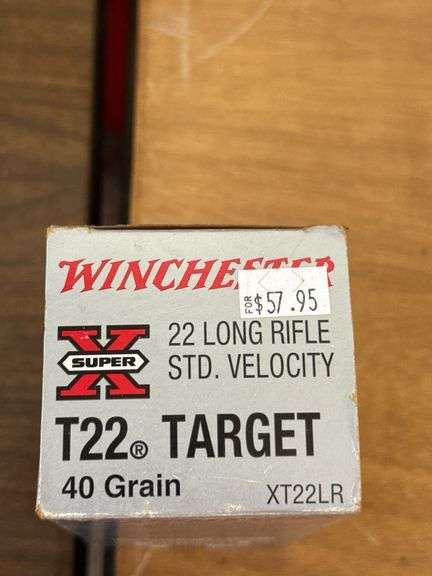 WINCHESTER
FOR $57.95
SUPER X
22 LONG RIFLE
STD. VELOCITY
T22® TARGET
40 Grain
XT22LR